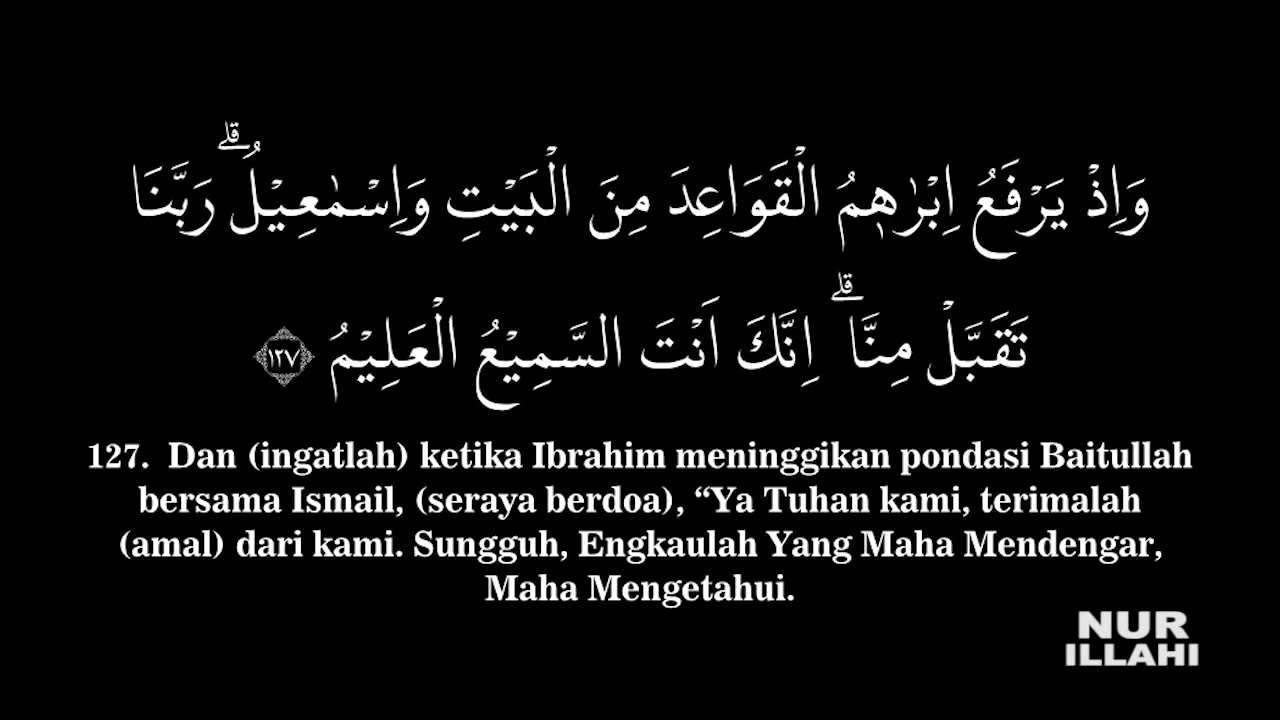 وَاِذْ يَرْفَعُ اِبْرٰهٖمُ الْقَوَاعِدَ مِنَ الْبَيْتِ وَاِسْمٰعِيْلُۗ رَبَّنَا
تَقَبَّلْ مِنَّاۗ اِنَّكَ اَنْتَ السَّمِيْعُ الْعَلِيْمُ ١٢٧
127. Dan (ingatlah) ketika Ibrahim meninggikan pondasi Baitullah
bersama Ismail, (seraya berdoa), “Ya Tuhan kami, terimalah
(amal) dari kami. Sungguh, Engkaulah Yang Maha Mendengar,
Maha Mengetahui.
NUR
ILLAHI